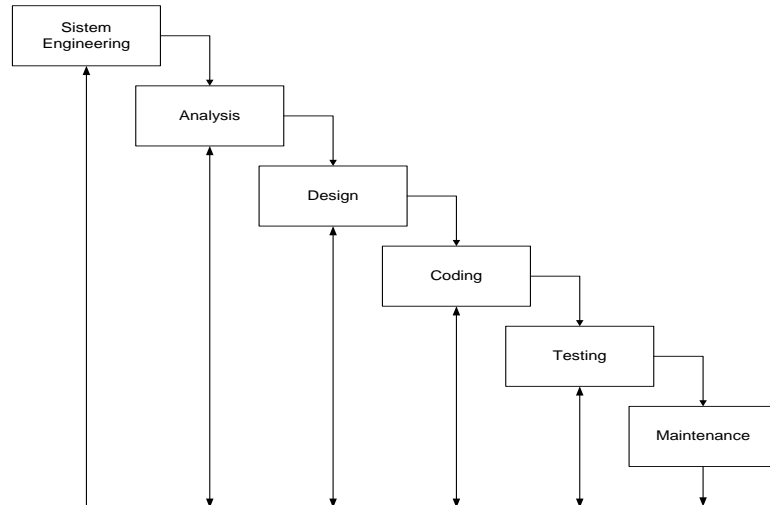 Sistem
Engineering
Analysis
Design
Coding
Testing
Maintenance